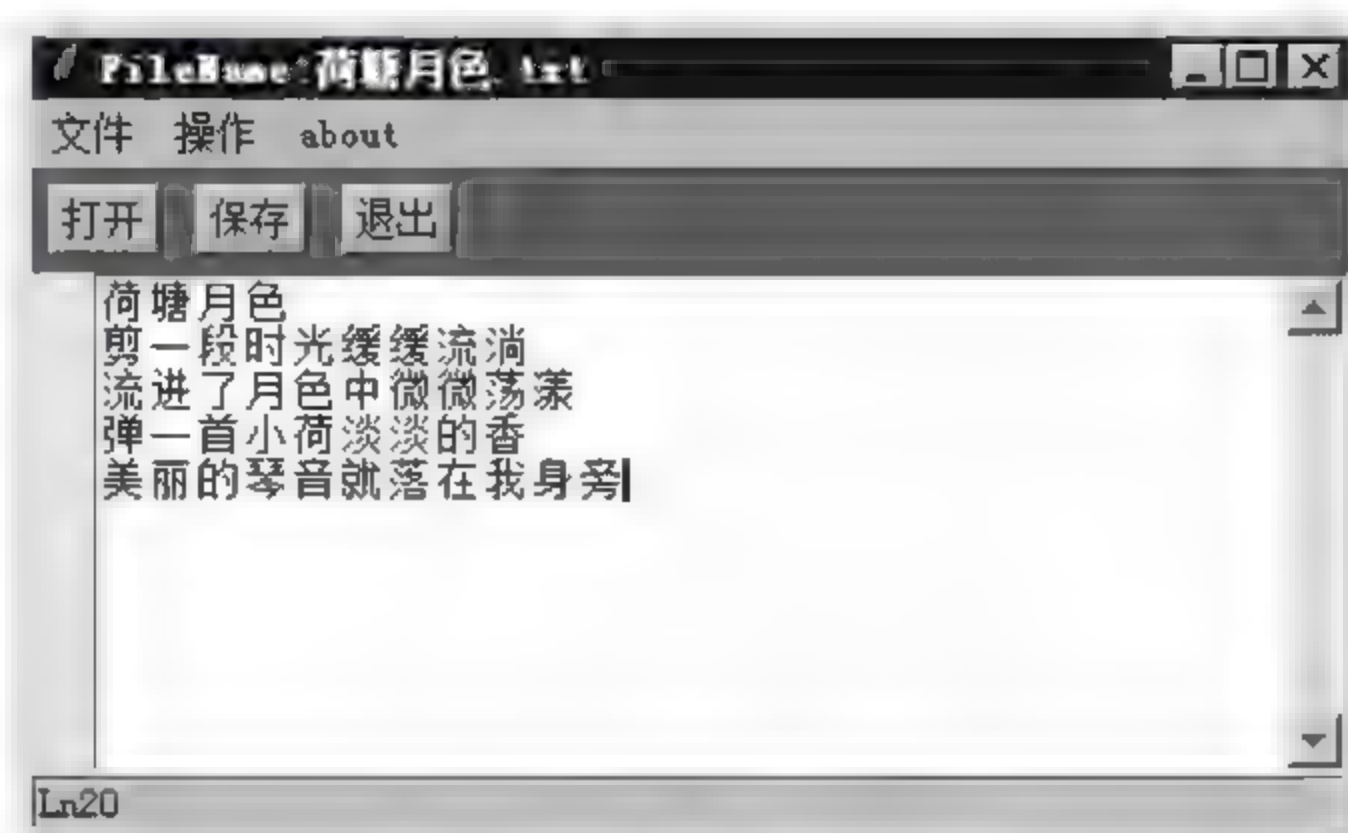 FileName:荷塘月色.txt
文件 操作 about
打开 保存 退出
荷塘月色
剪一段时光缓缓流淌
流进了月色中微微荡漾
弹一首小荷淡淡的香
美丽的琴音就落在我身旁
Ln20